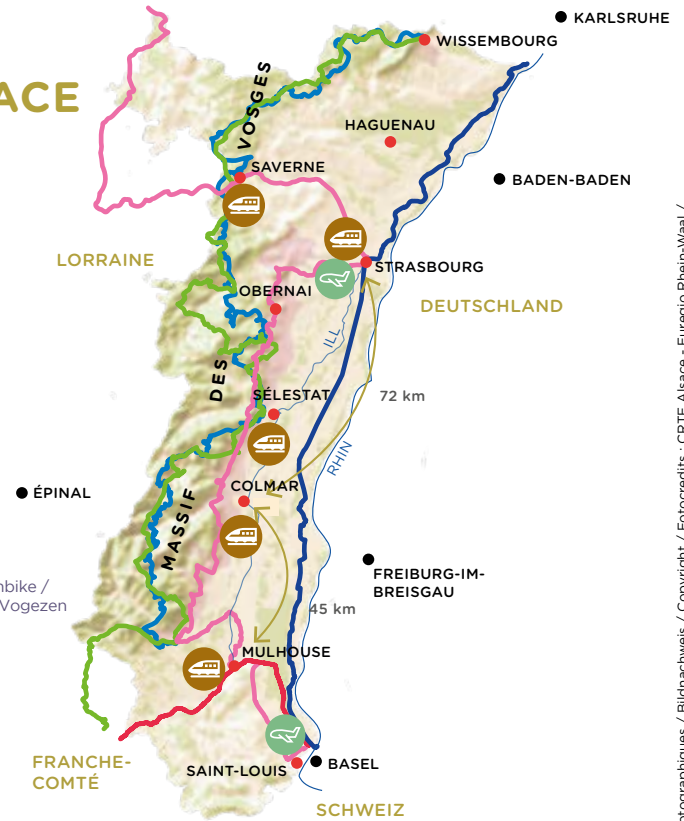 KARLSRUHE
WISSEMBOURG
ACE
VOSGES
HAGUENAU
SAVERNE
BADEN-BADEN
LORRAINE
STRASBOURG
OBERNAI
DEUTSCHLAND
ILL
DES
SÉLESTAT
72 km
RHIN
ÉPINAL
COLMAR
MASSIF
FREIBURG-IM-
BREISGAU
/
Vogezen
45 km
MULHOUSE
FRANCHE-
COMTÉ
SAINT-LOUIS
BASEL
SCHWEIZ
/ Bildnachweis / Copyright / Fotocredits : CRTE Alsace - Euregio Rhein-Waal /